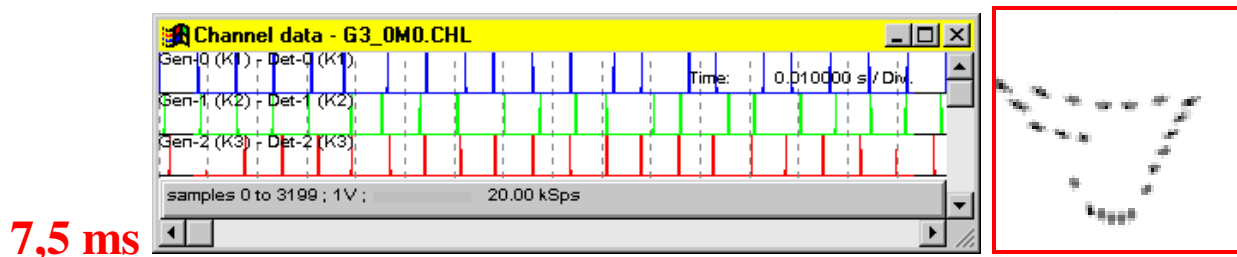 Channel data - G3_0M0.CHL
Gen-0 (K1) - Det-0 (K1)
Time: 0.010000 s / Div.
Gen-1 (K2) - Det-1 (K2)
Gen-2 (K3) - Det-2 (K3)
samples 0 to 3199 ; 1V ; 20.00 kSps
7,5 ms